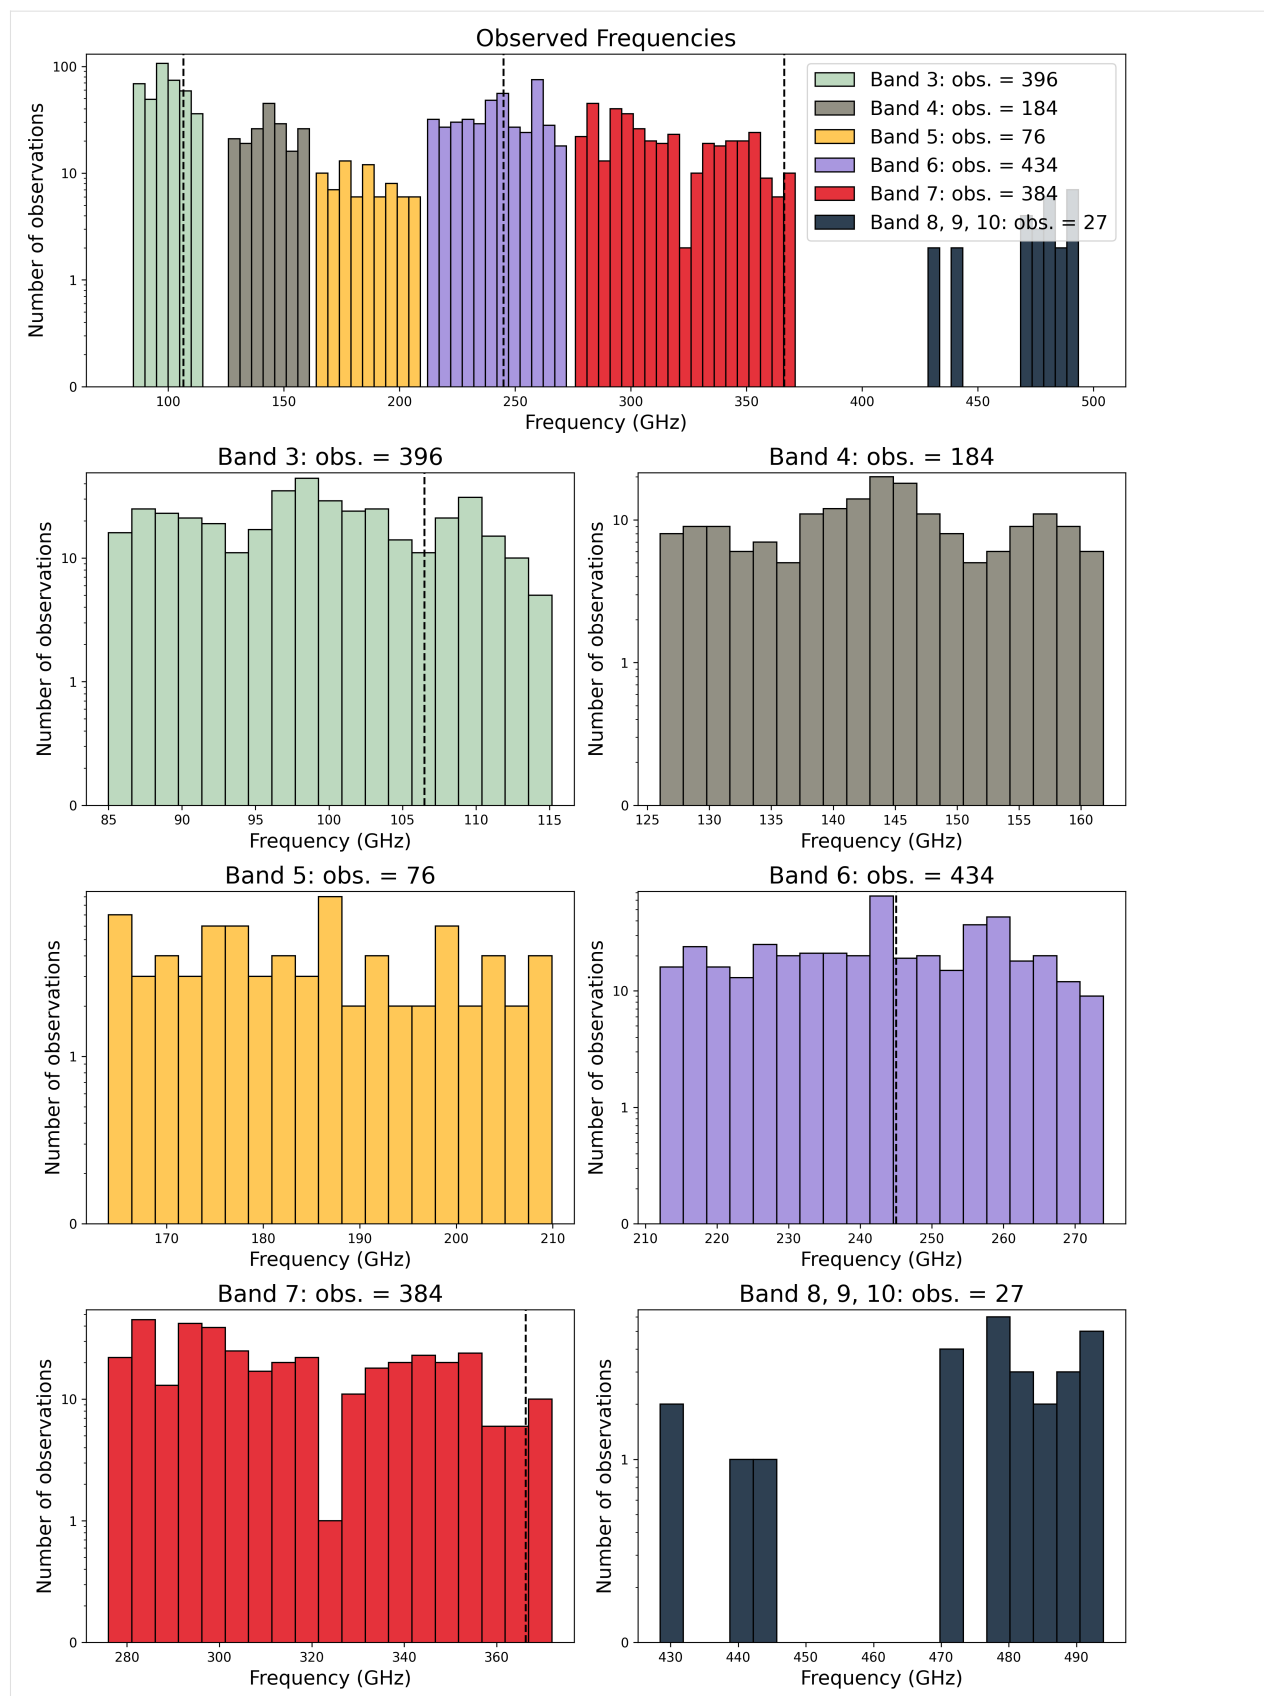 Observed Frequencies
Number of observations
100
10
1
0
Band 3: obs. = 396
Band 4: obs. = 184
Band 5: obs. = 76
Band 6: obs. = 434
Band 7: obs. = 384
Band 8, 9, 10: obs. = 27
100 150 200 250 300 350 400 450 500
Frequency (GHz)
Band 3: obs. = 396
Number of observations
10
1
0
85 90 95 100 105 110 115
Frequency (GHz)
Band 4: obs. = 184
Number of observations
10
1
0
125 130 135 140 145 150 155 160
Frequency (GHz)
Band 5: obs. = 76
Number of observations
1
0
170 180 190 200 210
Frequency (GHz)
Band 6: obs. = 434
Number of observations
10
1
0
210 220 230 240 250 260 270
Frequency (GHz)
Band 7: obs. = 384
Number of observations
10
1
0
280 300 320 340 360
Frequency (GHz)
Band 8, 9, 10: obs. = 27
Number of observations
1
0
430 440 450 460 470 480 490
Frequency (GHz)